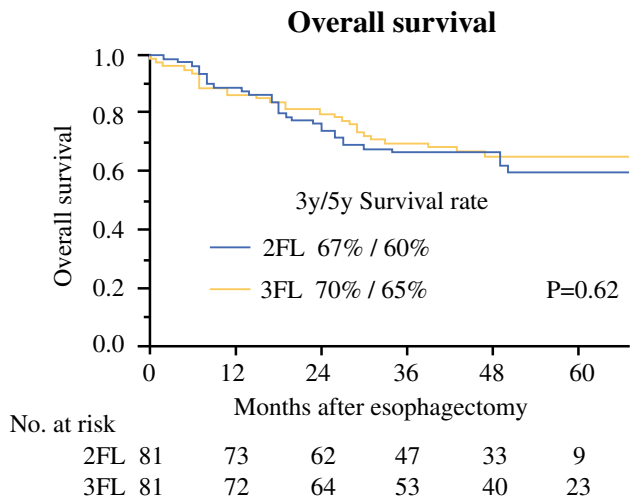 Overall survival
1.0
0.8
0.6
0.4
0.2
0.0
Overall survival
3y/5y Survival rate
2FL 67% / 60%
3FL 70% / 65%
P=0.62
0 12 24 36 48 60
Months after esophagectomy
No. at risk
2FL 81 73 62 47 33 9
3FL 81 72 64 53 40 23